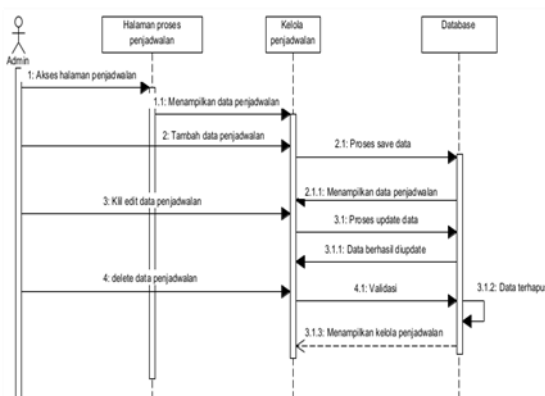 Halaman proses
penjadwalan
Kelola
penjadwalan
Database
Admin
1: Akses halaman penjadwalan
1.1: Menampilkan data penjadwalan
2: Tambah data penjadwalan
2.1: Proses save data
2.1.1: Menampilkan data penjadwalan
3: Klil edit data penjadwalan
3.1: Proses update data
3.1.1: Data berhasil diupdate
4: delete data penjadwalan
4.1: Validasi
3.1.2: Data terhapu
3.1.3: Menampilkan kelola penjadwalan